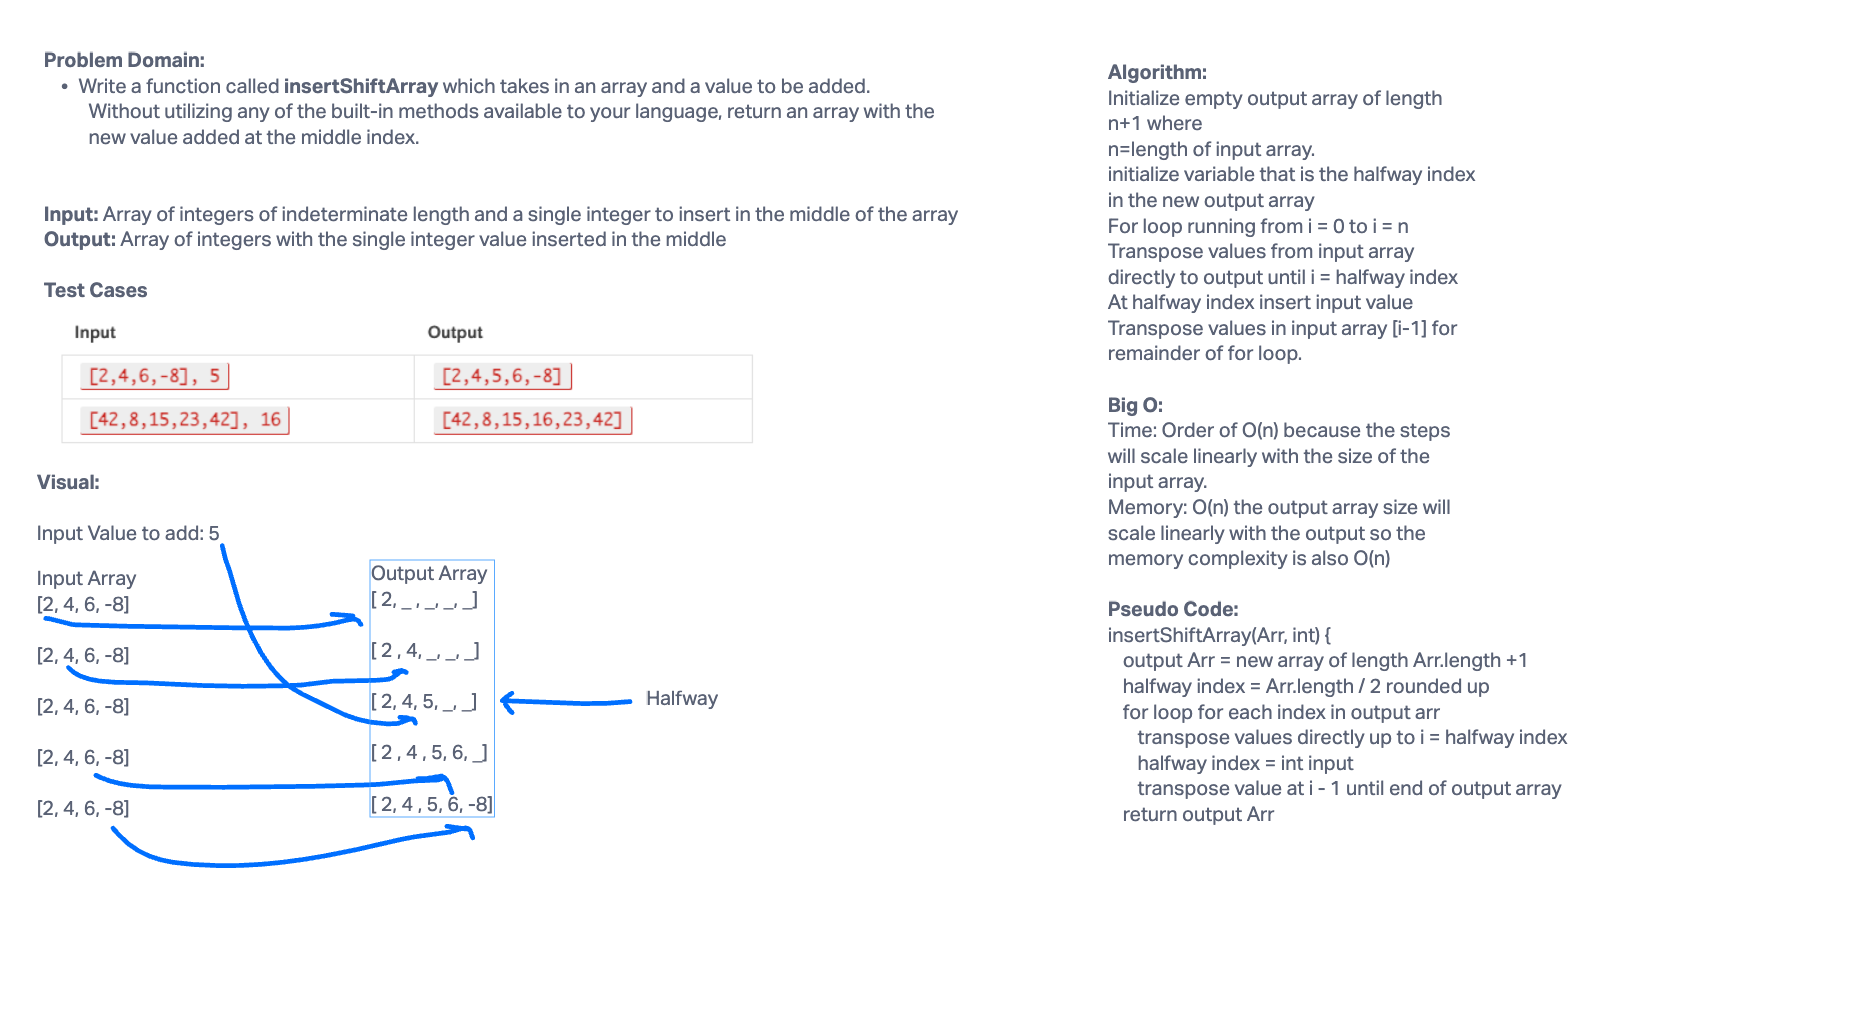 Problem Domain:
• Write a function called insertShiftArray which takes in an array and a value to be added.
Without utilizing any of the built-in methods available to your language, return an array with the
new value added at the middle index.
Input: Array of integers of indeterminate length and a single integer to insert in the middle of the array
Output: Array of integers with the single integer value inserted in the middle
Test Cases
Input Output
[2,4,6,-8], 5 [2,4,5,6,-8]
[42,8,15,23,42], 16 [42,8,15,16,23,42]
Visual:
Input Value to add: 5
Input Array
[2, 4, 6, -8]
[2, 4, 6, -8]
[2, 4, 6, -8]
[2, 4, 6, -8]
[2, 4, 6, -8]
Output Array
[ 2, _ , _, _, _]
[ 2 , 4, _, _, _]
[ 2, 4, 5, _, _]
[ 2 , 4 , 5, 6, _]
[ 2, 4 , 5, 6, -8]
Halfway
Algorithm:
Initialize empty output array of length
n+1 where
n=length of input array.
initialize variable that is the halfway index
in the new output array
For loop running from i = 0 to i = n
Transpose values from input array
directly to output until i = halfway index
At halfway index insert input value
Transpose values in input array [i-1] for
remainder of for loop.
Big O:
Time: Order of O(n) because the steps
will scale linearly with the size of the
input array.
Memory: O(n) the output array size will
scale linearly with the output so the
memory complexity is also O(n)
Pseudo Code:
insertShiftArray(Arr, int) {
output Arr = new array of length Arr.length +1
halfway index = Arr.length / 2 rounded up
for loop for each index in output arr
transpose values directly up to i = halfway index
halfway index = int input
transpose value at i - 1 until end of output array
return output Arr